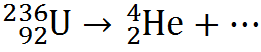 ²³⁶₉₂U → ⁴₂He + ⋯